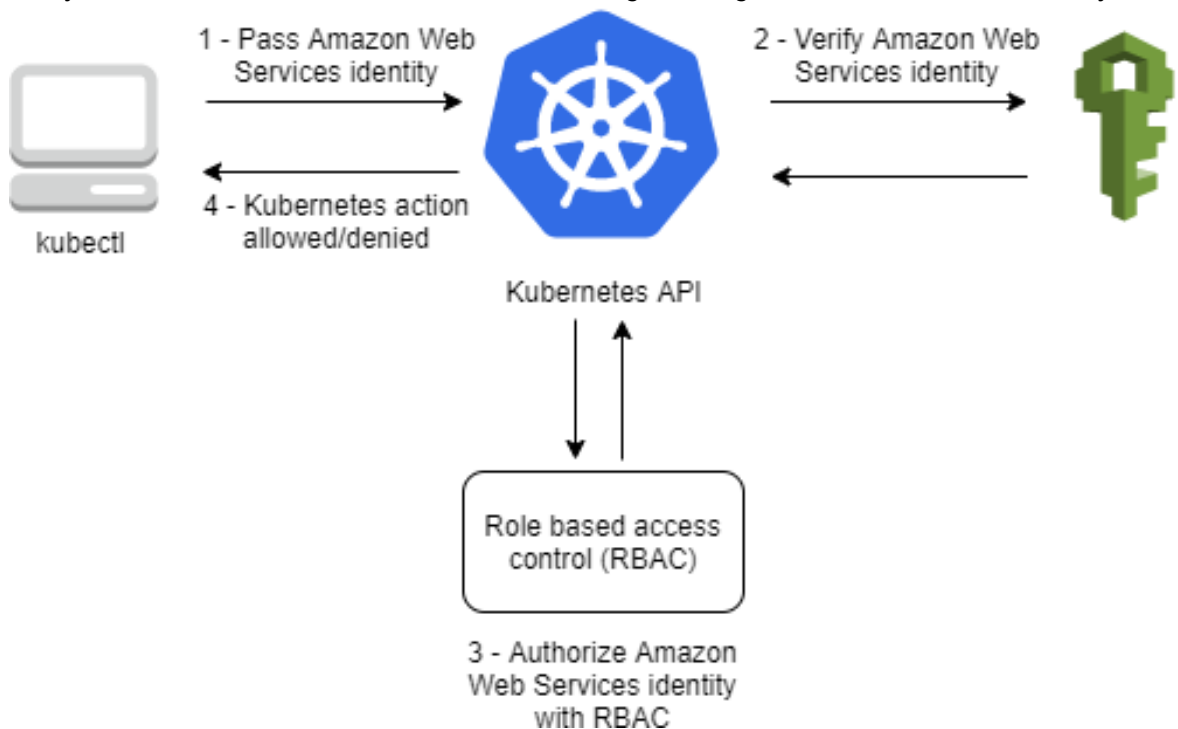 1 - Pass Amazon Web
Services identity
2 - Verify Amazon Web
Services identity
4 - Kubernetes action
allowed/denied
kubectl
Kubernetes API
Role based access
control (RBAC)
3 - Authorize Amazon
Web Services identity
with RBAC